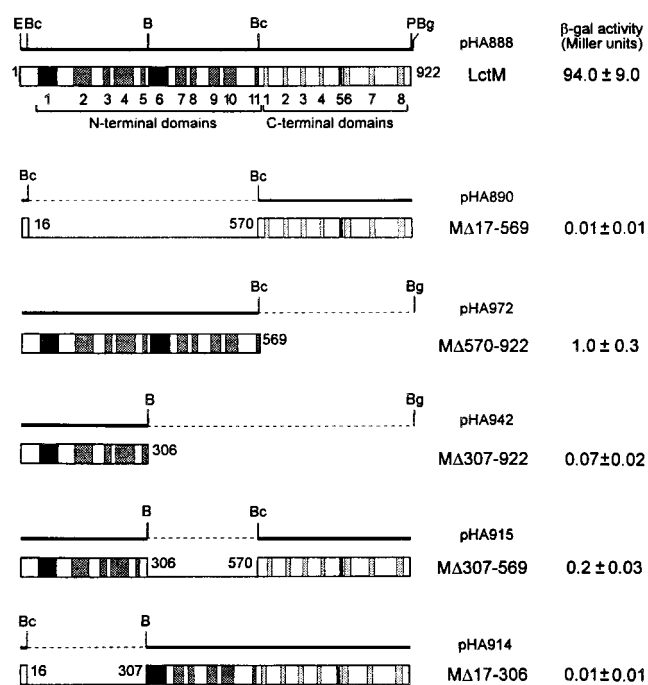 EBc B Bc PBg pHA888 β-gal activity
(Miller units)
1 922 LctM 94.0 ± 9.0
1 2 3 4 5 6 7 8 9 10 11 1 2 3 4 56 7 8
N-terminal domains C-terminal domains
Bc Bc pHA890
16 570 MΔ17-569 0.01±0.01
Bc Bg pHA972
569 MΔ570-922 1.0 ± 0.3
B Bg pHA942
306 MΔ307-922 0.07±0.02
B Bc pHA915
306 570 MΔ307-569 0.2 ± 0.03
Bc B pHA914
16 307 MΔ17-306 0.01±0.01